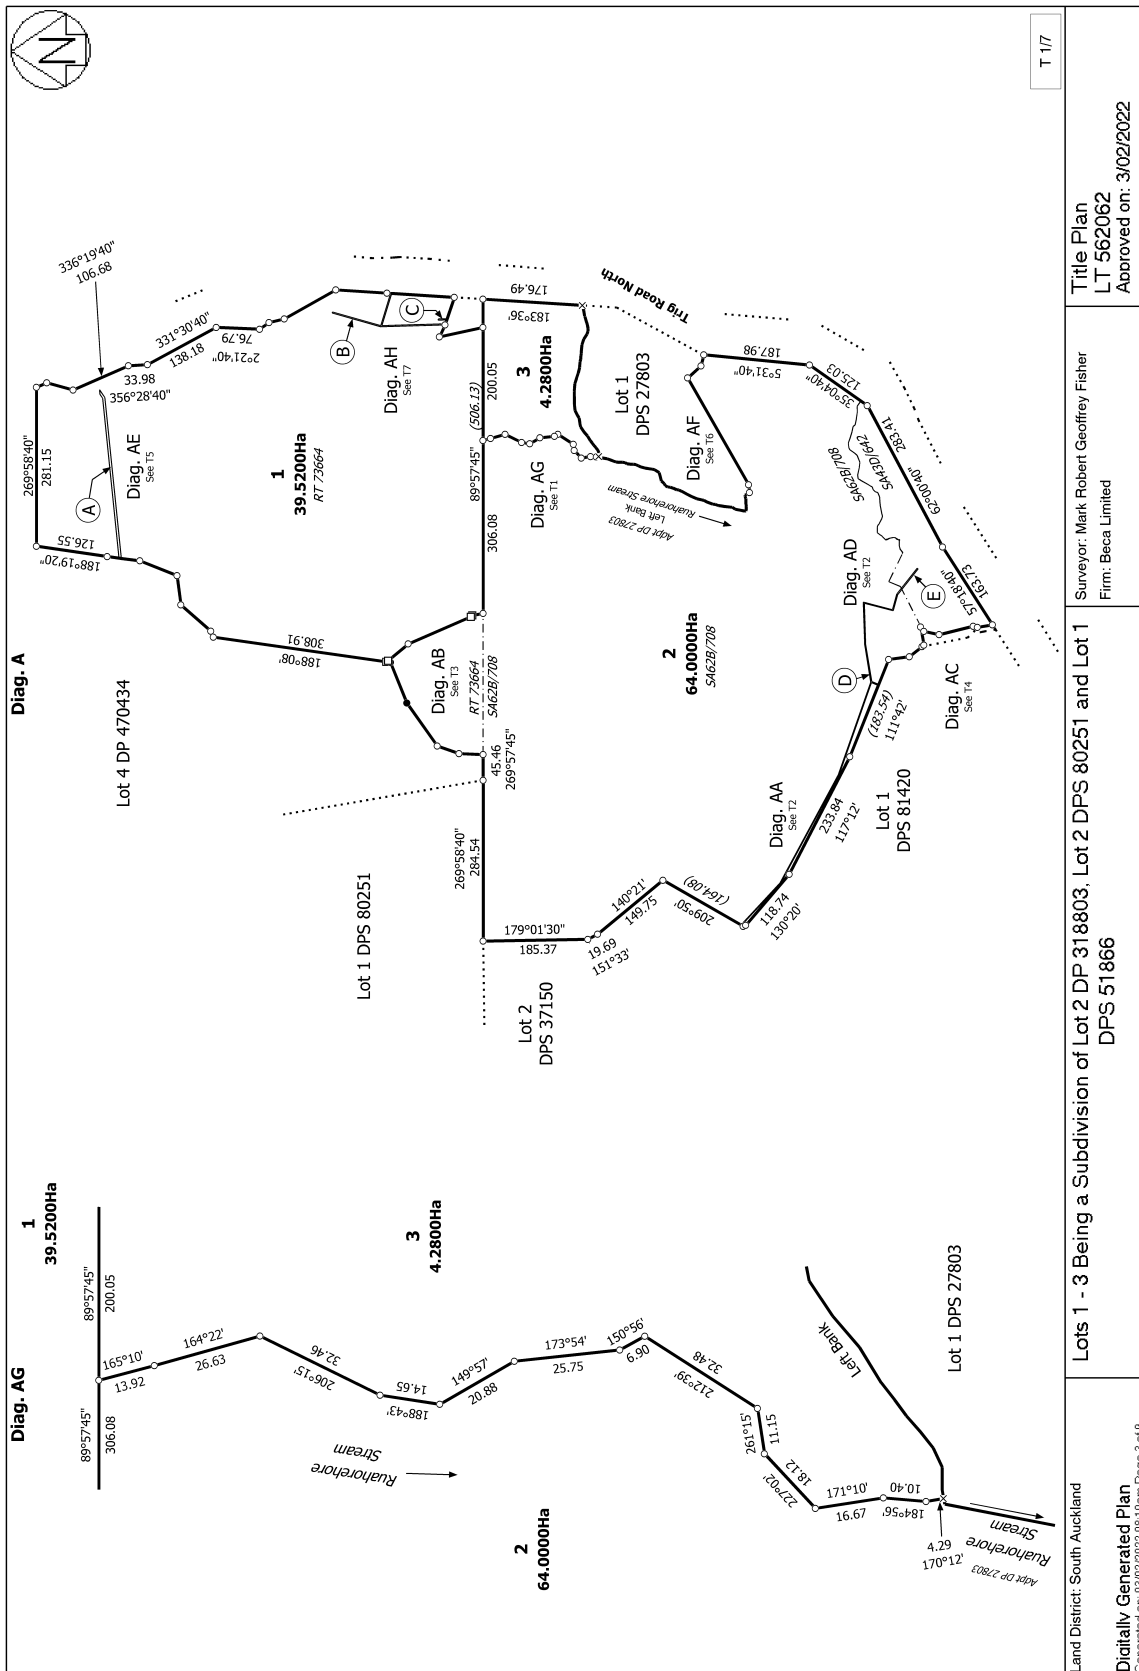 Diag. AG
1
39.5200Ha
89°57'45"
306.08
89°57'45"
200.05
165°10'
13.92
164°22'
26.63
32.46
206°15'
14.65
188°43'
149°57'
20.88
173°54'
25.75
150°56'
6.90
32.48
212°39'
261°15'
11.15
18.12
227°02'
171°10'
16.67
10.40
184°56'
4.29
170°12'
3
4.2800Ha
2
64.0000Ha
Ruahorehore
Stream
Left Bank
Lot 1 DPS 27803
Stream
Ruahorehore
Adpt DP 27803
Diag. A
N
Lot 4 DP 470434
Lot 1 DPS 80251
Lot 2
DPS 37150
269°58'40"
281.15
126.55
188°19'20"
A
Diag. AE
See T5
336°19'40"
106.68
33.98
356°28'40"
331°30'40"
138.18
76.79
2°21'40"
1
39.5200Ha
RT 73664
308.91
188°08'
B
C
Diag. AH
See T7
Diag. AB
See T3
RT 73664
SA62B/708
45.46
269°57'45"
269°58'40"
284.54
89°57'45"
(506.13)
306.08
200.05
176.49
183°36'
3
4.2800Ha
Trig Road North
Lot 1
DPS 27803
Diag. AG
See T1
Diag. AF
See T6
Adpt DP 27803
Left Bank
Ruahorehore Stream
187.98
5°31'40"
125.03
35°04'40"
283.41
62°00'40"
SA62B/708
SA43D/642
163.73
57°18'40"
Diag. AD
See T2
E
D
2
64.0000Ha
SA62B/708
Diag. AC
See T4
(183.54)
111°42'
Lot 1
DPS 81420
Diag. AA
See T2
233.84
117°12'
118.74
130°20'
(164.08)
209°50'
140°21'
149.75
19.69
151°33'
179°01'30"
185.37
T 1/7
Land District: South Auckland
Digitally Generated Plan
Lots 1 - 3 Being a Subdivision of Lot 2 DP 318803, Lot 2 DPS 80251 and Lot 1
DPS 51866
Surveyor: Mark Robert Geoffrey Fisher
Firm: Beca Limited
Title Plan
LT 562062
Approved on: 3/02/2022